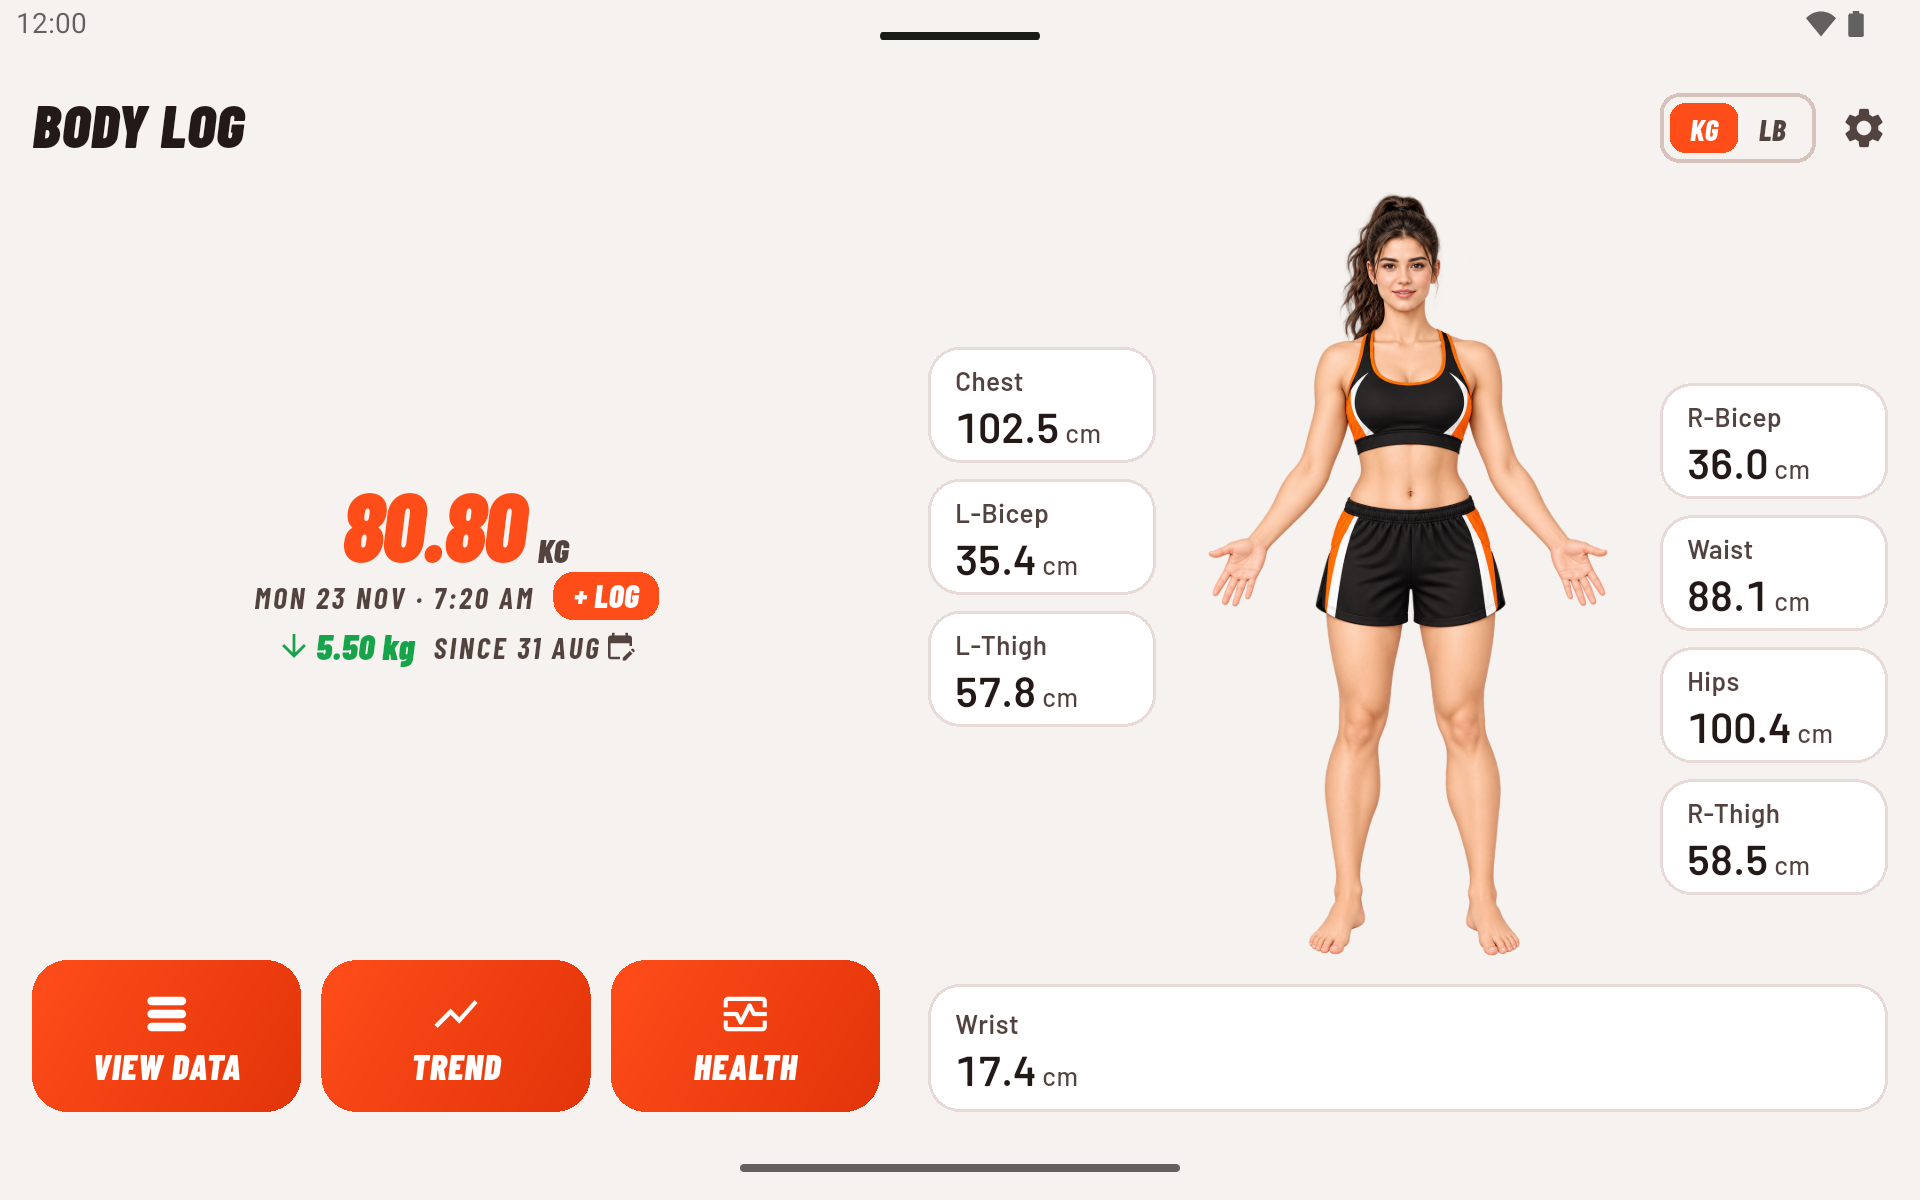 12:00
BODY LOG
KG LB
80.80 KG
MON 23 NOV · 7:20 AM + LOG
↓ 5.50 kg SINCE 31 AUG
VIEW DATA
TREND
HEALTH
Chest
102.5 cm
L-Bicep
35.4 cm
L-Thigh
57.8 cm
R-Bicep
36.0 cm
Waist
88.1 cm
Hips
100.4 cm
R-Thigh
58.5 cm
Wrist
17.4 cm